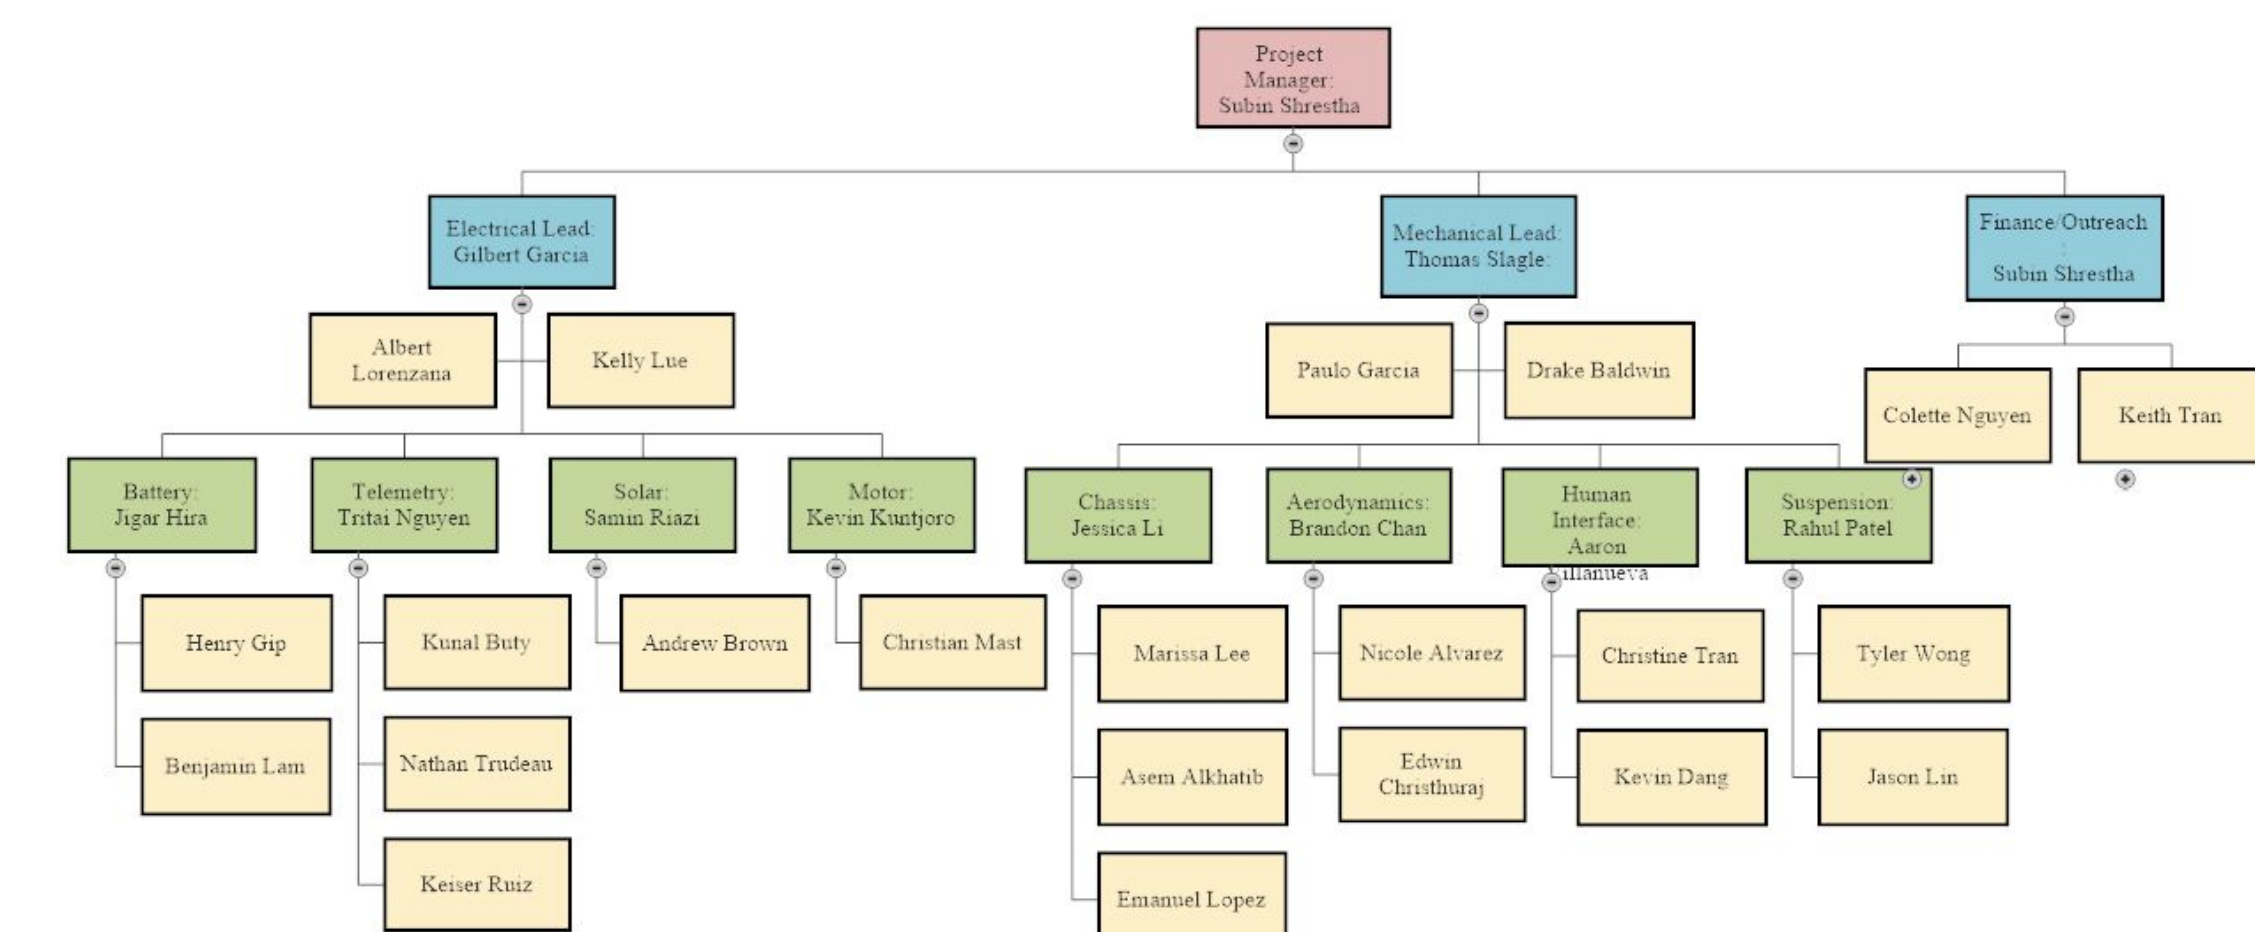 Project
Manager:
Subin Shrestha
Electrical Lead:
Gilbert Garcia
Mechanical Lead:
Thomas Slagle:
Finance/Outreach
:
Subin Shrestha
Albert
Lorenzana
Kelly Lue
Paulo Garcia
Drake Baldwin
Colette Nguyen
Keith Tran
Battery:
Jigar Hira
Telemetry:
Tritai Nguyen
Solar:
Samin Riazi
Motor:
Kevin Kuntjoro
Chassis:
Jessica Li
Aerodynamics:
Brandon Chan
Human
Interface:
Aaron
Villanueva
Suspension:
Rahul Patel
Henry Gip
Kunal Buty
Andrew Brown
Christian Mast
Marissa Lee
Nicole Alvarez
Christine Tran
Tyler Wong
Benjamin Lam
Nathan Trudeau
Asem Alkhatib
Edwin
Christhuraj
Kevin Dang
Jason Lin
Keiser Ruiz
Emanuel Lopez